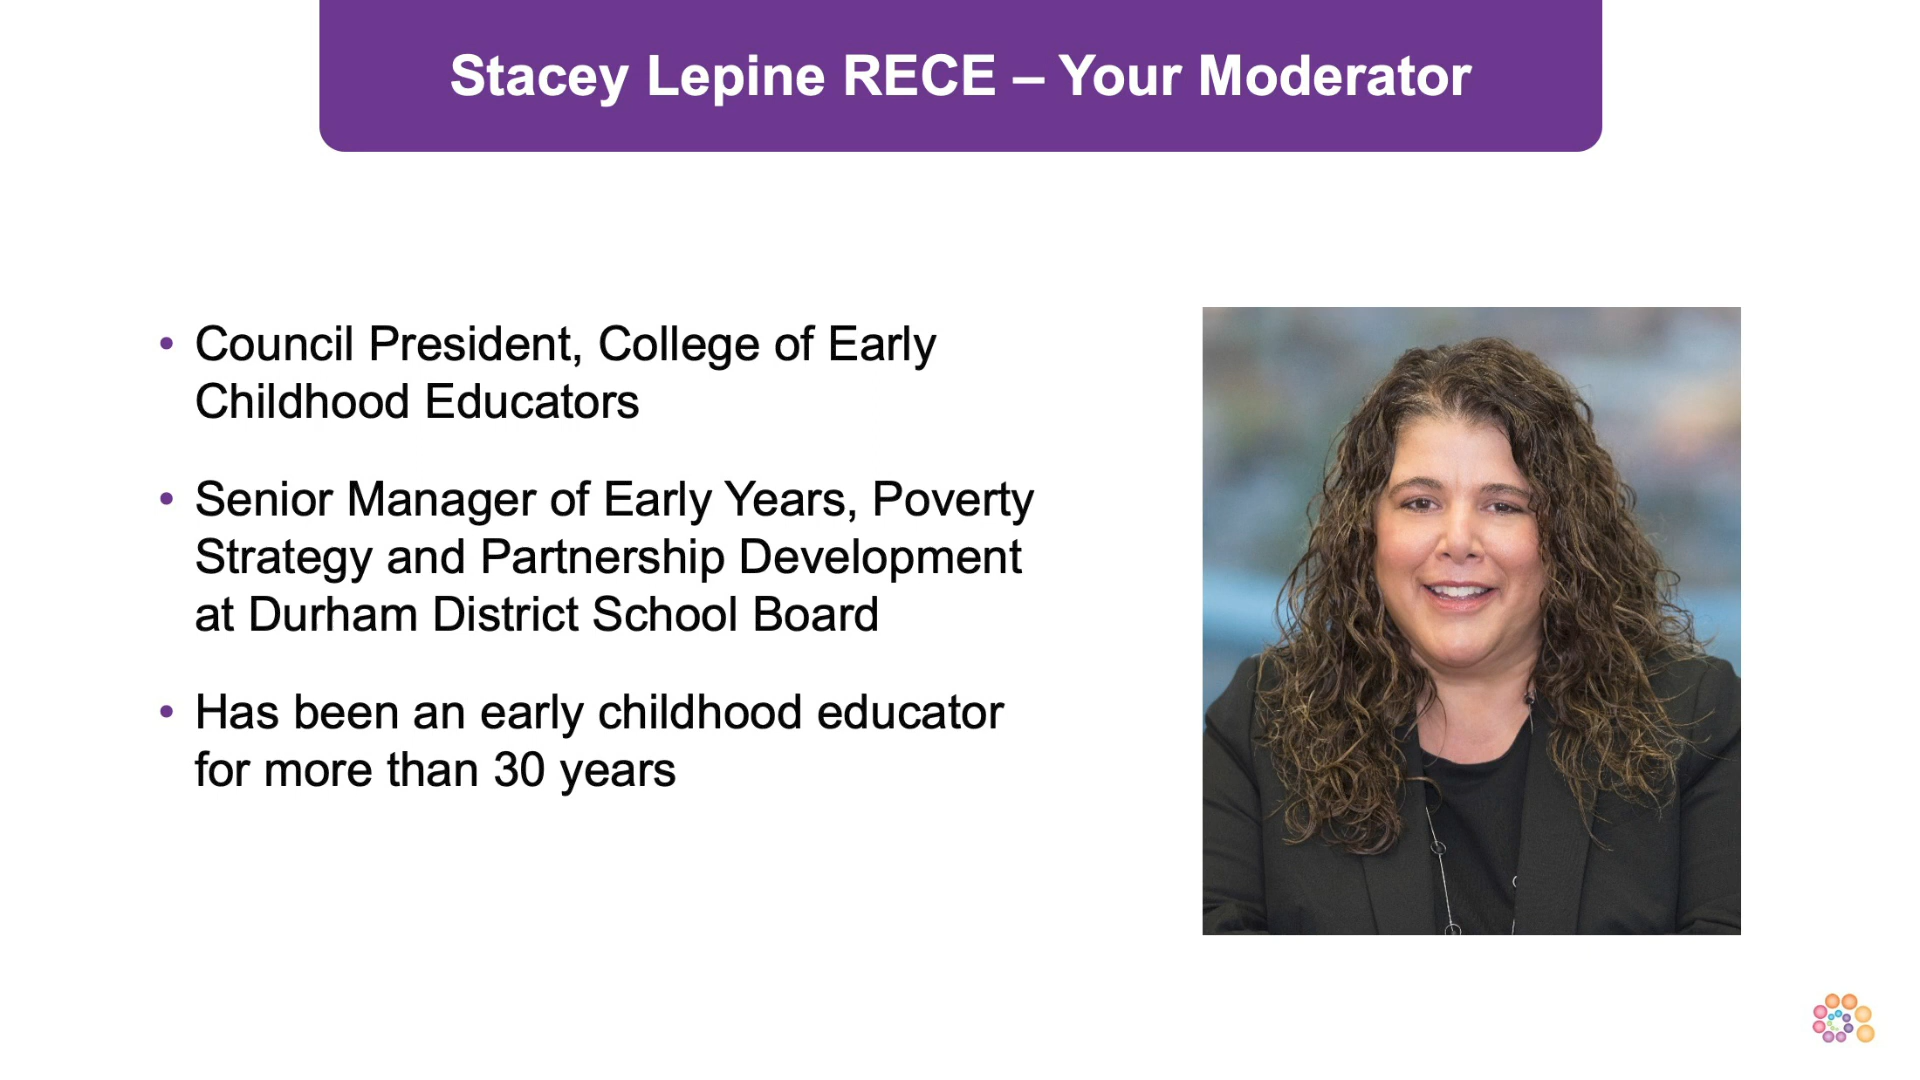 Stacey Lepine RECE – Your Moderator
• Council President, College of Early
Childhood Educators
• Senior Manager of Early Years, Poverty
Strategy and Partnership Development
at Durham District School Board
• Has been an early childhood educator
for more than 30 years